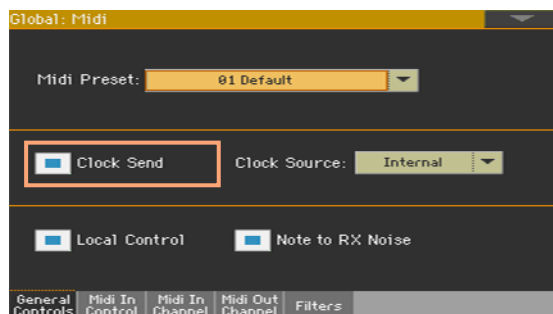 Global: Midi
Midi Preset: 01 Default
Clock Send Clock Source: Internal
Local Control Note to RX Noise
General Controls Midi In Control Midi In Channel Midi Out Channel Filters